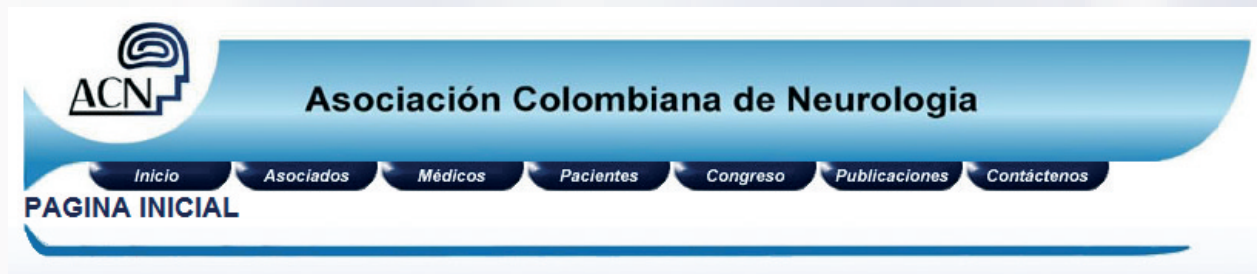 ACN
Asociación Colombiana de Neurologia
Inicio Asociados Médicos Pacientes Congreso Publicaciones Contáctenos
PAGINA INICIAL